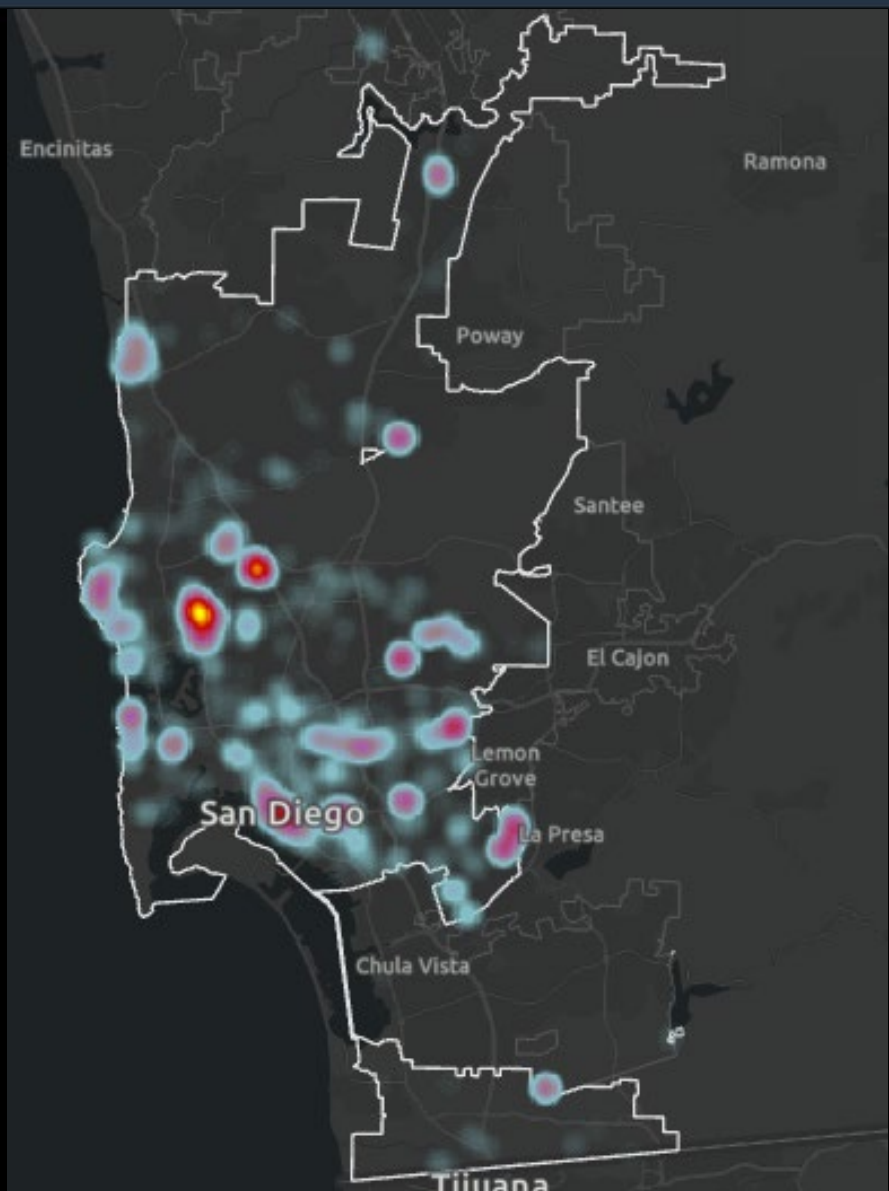 Encinitas
Ramona
Poway
Santee
El Cajon
Lemon
Grove
San Diego
La Presa
Chula Vista
Tijuana